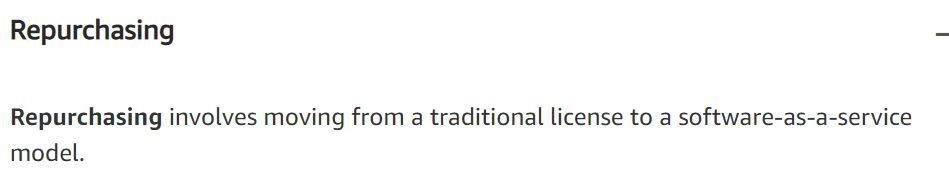 Repurchasing
Repurchasing involves moving from a traditional license to a software-as-a-service
model.